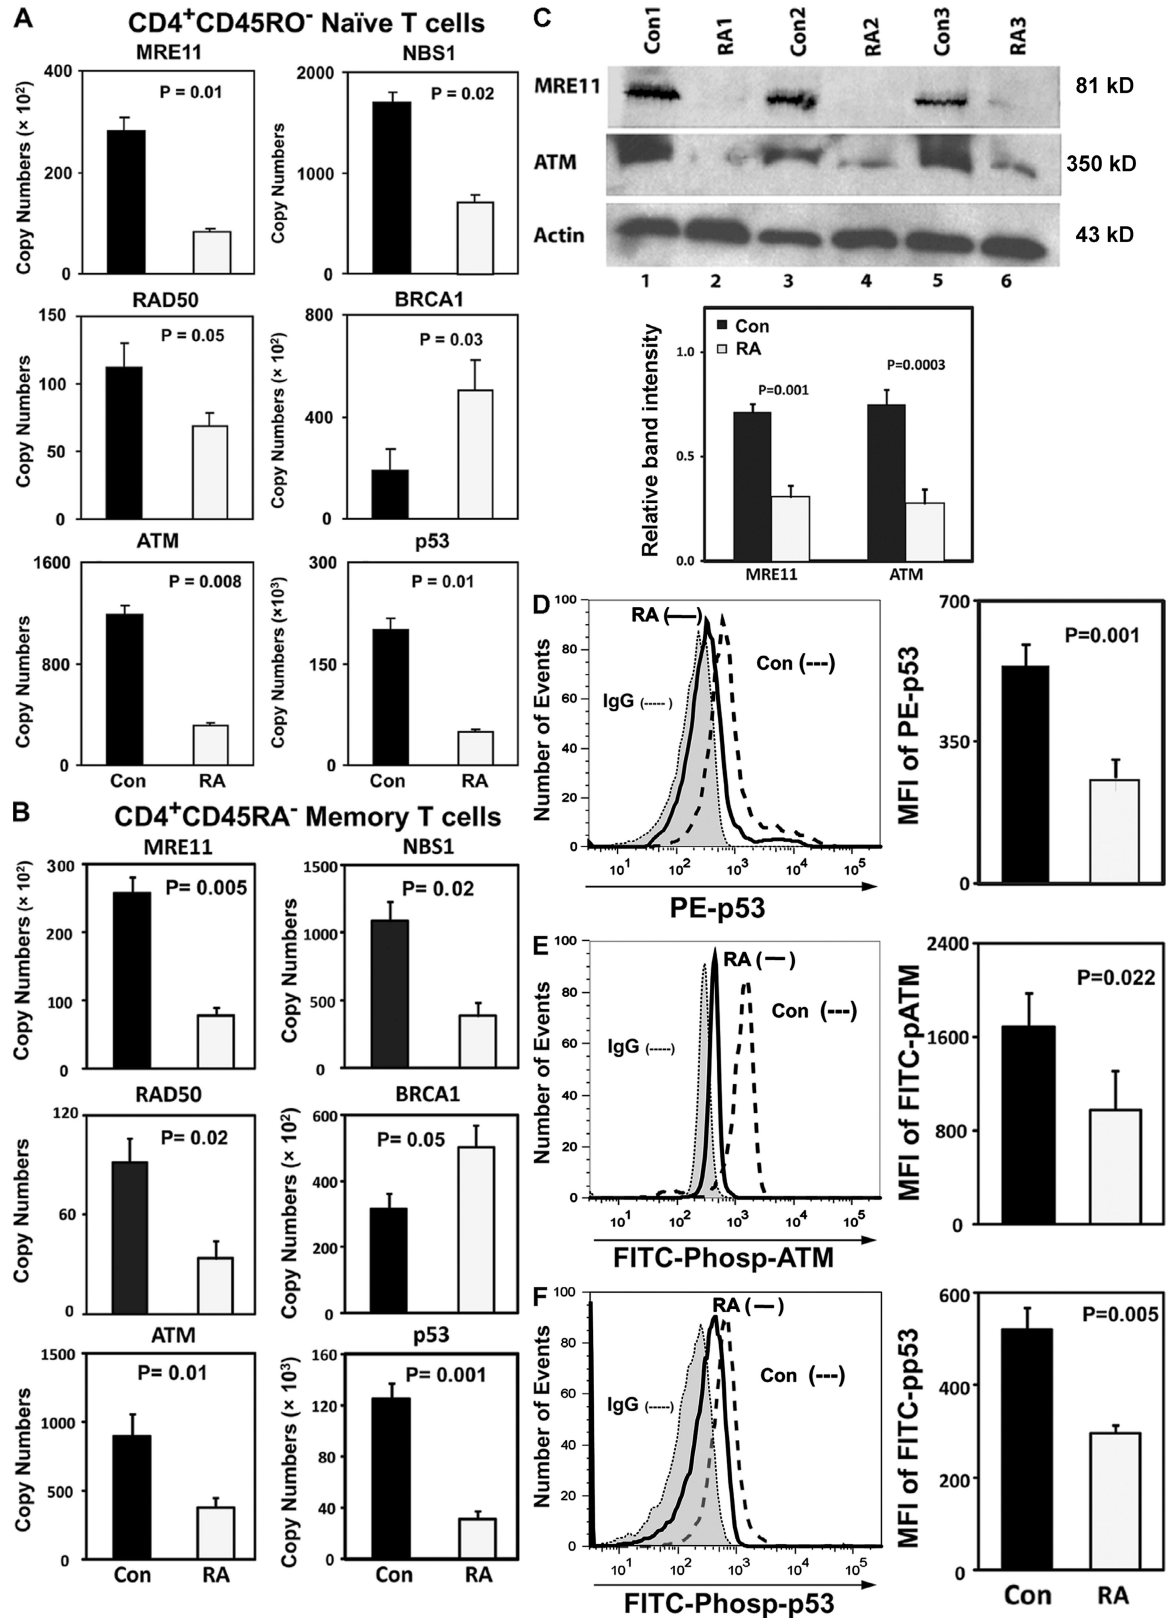 A
CD4+CD45RO- Naïve T cells
MRE11
Copy Numbers (× 10²)
400
200
0
P = 0.01
NBS1
Copy Numbers
2000
1000
0
P = 0.02
RAD50
Copy Numbers
150
100
50
0
P = 0.05
BRCA1
Copy Numbers (× 10²)
800
400
0
P = 0.03
ATM
Copy Numbers
1600
800
0
P = 0.008
Con RA
p53
Copy Numbers (×10³)
300
150
0
P = 0.01
Con RA
B
CD4+CD45RA- Memory T cells
MRE11
Copy Numbers (× 10²)
300
200
100
0
P= 0.005
NBS1
Copy Numbers
1500
1000
500
0
P = 0.02
RAD50
Copy Numbers
120
60
0
P= 0.02
BRCA1
Copy Numbers (× 10²)
600
400
200
0
P= 0.05
ATM
Copy Numbers
1500
1000
500
0
P= 0.01
Con RA
p53
Copy Numbers (× 10³)
160
120
80
40
0
P= 0.001
Con RA
C
Con1 RA1 Con2 RA2 Con3 RA3
MRE11 81 kD
ATM 350 kD
Actin 43 kD
1 2 3 4 5 6
Relative band intensity
1.0
0.5
0.0
Con
RA
P=0.001
P=0.0003
MRE11 ATM
D
Number of Events
100
80
60
40
20
0
RA (—)
Con (---)
IgG (-----)
10¹ 10² 10³ 10⁴ 10⁵
PE-p53
MFI of PE-p53
700
350
0
P=0.001
E
Number of Events
100
80
60
40
20
0
RA (—)
Con (---)
IgG (-----)
10¹ 10² 10³ 10⁴ 10⁵
FITC-Phosp-ATM
MFI of FITC-pATM
2400
1600
800
0
P=0.022
F
Number of Events
100
80
60
40
20
0
RA (—)
Con (---)
IgG (-----)
10¹ 10² 10³ 10⁴ 10⁵
FITC-Phosp-p53
MFI of FITC-pp53
600
400
200
0
P=0.005
Con RA